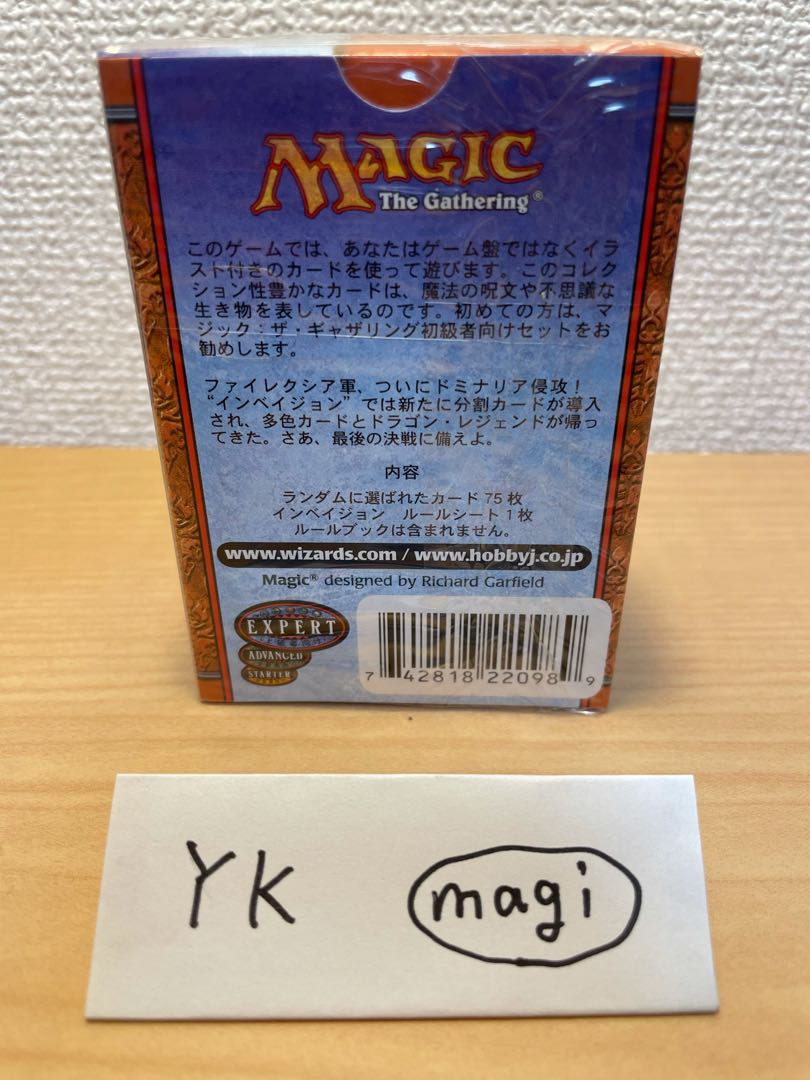 MAGIC
The Gathering®
このゲームでは、あなたはゲーム盤ではなくイラ
スト付きのカードを使って遊びます。このコレク
ション性豊かなカードは、魔法の呪文や不思議な
生き物を表しているのです。初めての方は、マ
ジック：ザ・ギャザリング初級者向けセットをお
勧めします。
ファイレクシア軍、ついにドミナリア侵攻！
“インベイジョン”では新たに分割カードが導入
され、多色カードとドラゴン・レジェンドが帰っ
てきた。さあ、最後の決戦に備えよ。
内容
ランダムに選ばれたカード 75 枚
インベイジョン　ルールシート 1 枚
ルールブックは含まれません。
www.wizards.com / www.hobbyj.co.jp
Magic® designed by Richard Garfield
EXPERT
ADVANCED
STARTER
7 42818 22098 9
YK magi